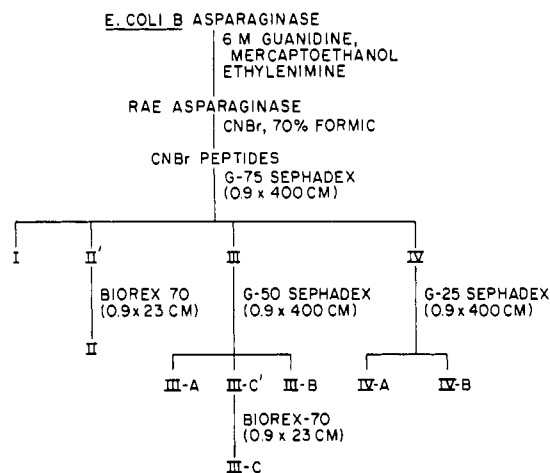 E. COLI B ASPARAGINASE
6 M GUANIDINE,
MERCAPTOETHANOL
ETHYLENIMINE
RAE ASPARAGINASE
CNBr, 70% FORMIC
CNBr PEPTIDES
G-75 SEPHADEX
(0.9 x 400 CM)
I II' III IV
BIOREX 70
(0.9 x 23 CM)
G-50 SEPHADEX
(0.9 x 400 CM)
G-25 SEPHADEX
(0.9 x 400 CM)
II
III-A III-C' III-B IV-A IV-B
BIOREX-70
(0.9 x 23 CM)
III-C